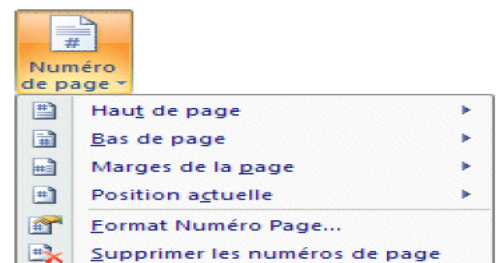 Numéro
de page
Haut de page
Bas de page
Marges de la page
Position actuelle
Format Numéro Page...
Supprimer les numéros de page